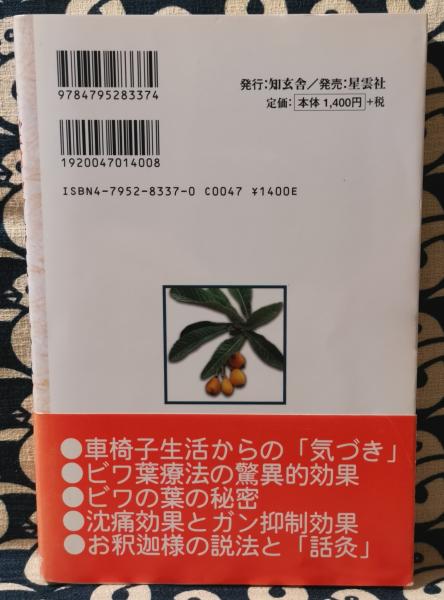 9784795283374
1920047014008
発行：知玄舎／発売：星雲社
定価：本体 1,400円＋税
ISBN4-7952-8337-0 C0047 ¥1400E
●車椅子生活からの「気づき」
●ビワ葉療法の驚異的効果
●ビワの葉の秘密
●沈痛効果とガン抑制効果
●お釈迦様の説法と「話灸」